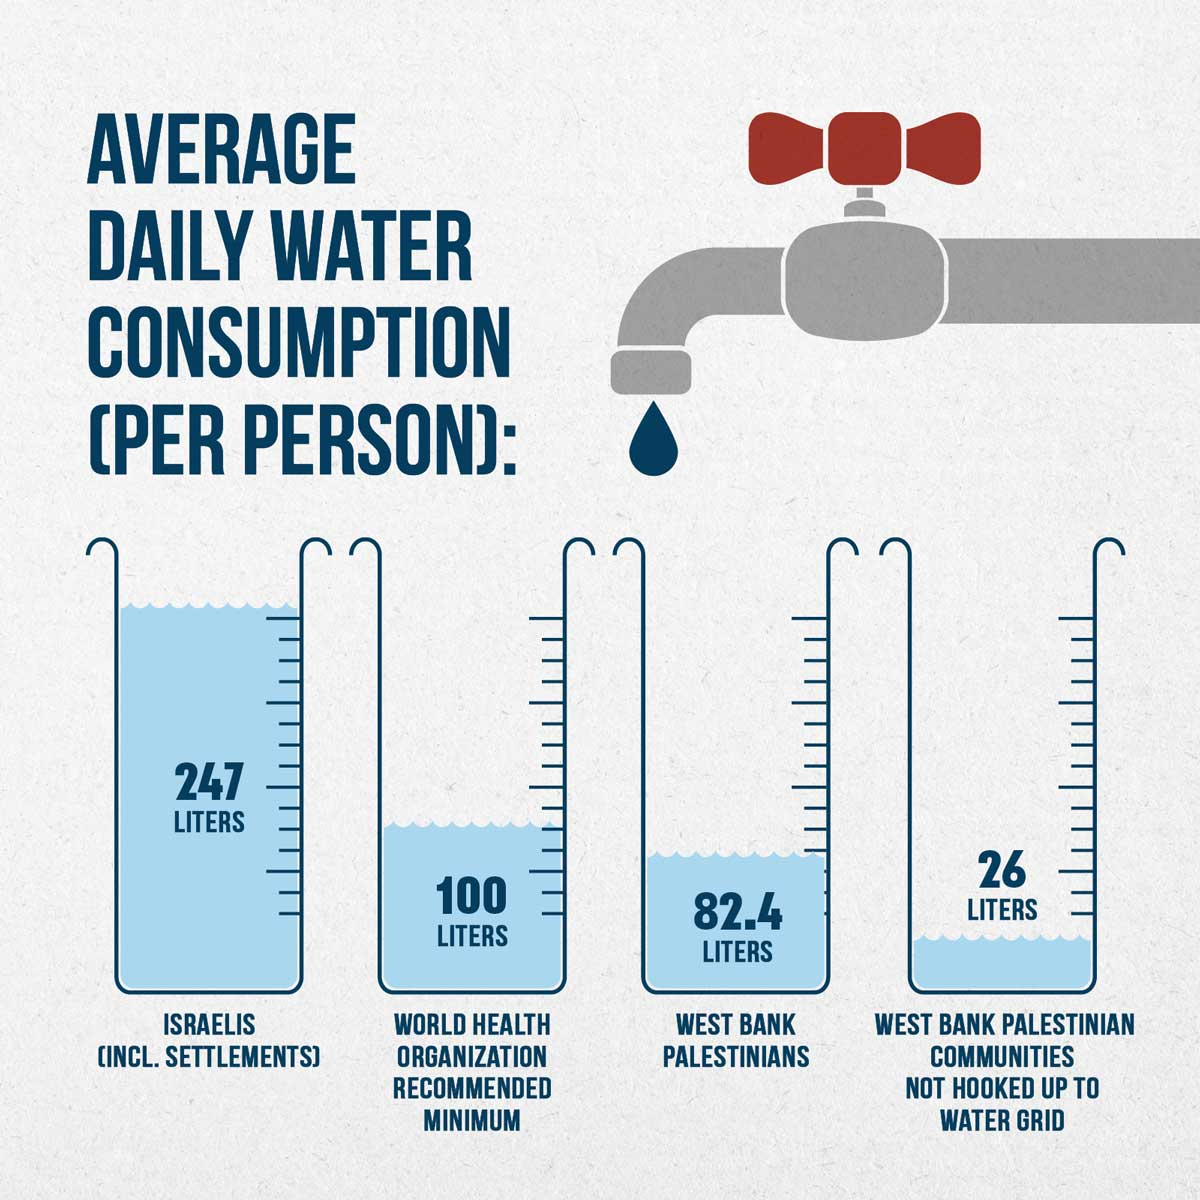 AVERAGE
DAILY WATER
CONSUMPTION
(PER PERSON):
247
LITERS
ISRAELIS
(INCL. SETTLEMENTS)
100
LITERS
WORLD HEALTH
ORGANIZATION
RECOMMENDED
MINIMUM
82.4
LITERS
WEST BANK
PALESTINIANS
26
LITERS
WEST BANK PALESTINIAN
COMMUNITIES
NOT HOOKED UP TO
WATER GRID